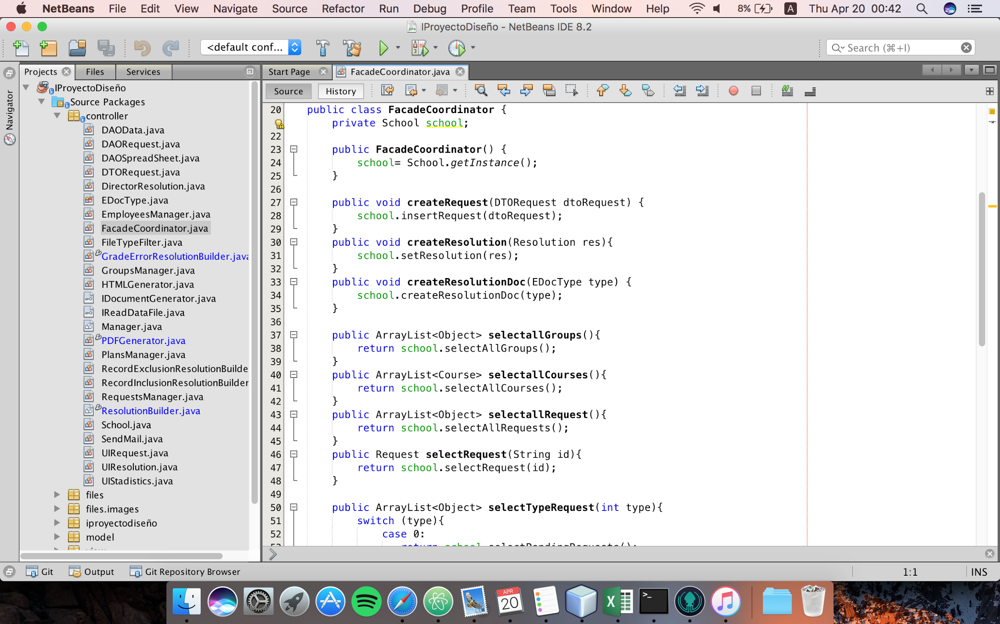 NetBeans File Edit View Navigate Source Refactor Run Debug Profile Team Tools Window Help 8% A Thu Apr 20 00:42
IProyectoDiseño - NetBeans IDE 8.2
<default conf... Search (⌘+I)
Projects Files Services
Start Page FacadeCoordinator.java
Navigator
Source History
IProyectoDiseño
Source Packages
controller
DAOData.java
DAORequest.java
DAOSpreadSheet.java
DTORequest.java
DirectorResolution.java
EDocType.java
EmployeesManager.java
FacadeCoordinator.java
FileTypeFilter.java
GradeErrorResolutionBuilder.java
GroupsManager.java
HTMLGenerator.java
IDocumentGenerator.java
IReadDataFile.java
Manager.java
PDFGenerator.java
PlansManager.java
RecordExclusionResolutionBuilde
RecordInclusionResolutionBuilder
RequestsManager.java
ResolutionBuilder.java
School.java
SendMail.java
UIRequest.java
UIResolution.java
UIStadistics.java
files
files.images
iproyectodiseño
model
20 public class FacadeCoordinator {
private School school;
22
23 public FacadeCoordinator() {
24 school= School.getInstance();
25 }
26
27 public void createRequest(DTORequest dtoRequest) {
28 school.insertRequest(dtoRequest);
29 }
30 public void createResolution(Resolution res){
31 school.setResolution(res);
32 }
33 public void createResolutionDoc(EDocType type) {
34 school.createResolutionDoc(type);
35 }
36
37 public ArrayList<Object> selectallGroups(){
38 return school.selectAllGroups();
39 }
40 public ArrayList<Course> selectallCourses(){
41 return school.selectAllCourses();
42 }
43 public ArrayList<Object> selectallRequest(){
44 return school.selectAllRequests();
45 }
46 public Request selectRequest(String id){
47 return school.selectRequest(id);
48 }
49
50 public ArrayList<Object> selectTypeRequest(int type){
51 switch (type){
52 case 0:
53 return school.selectPendingRequests();
Git Output Git Repository Browser 1:1 INS
APR
20